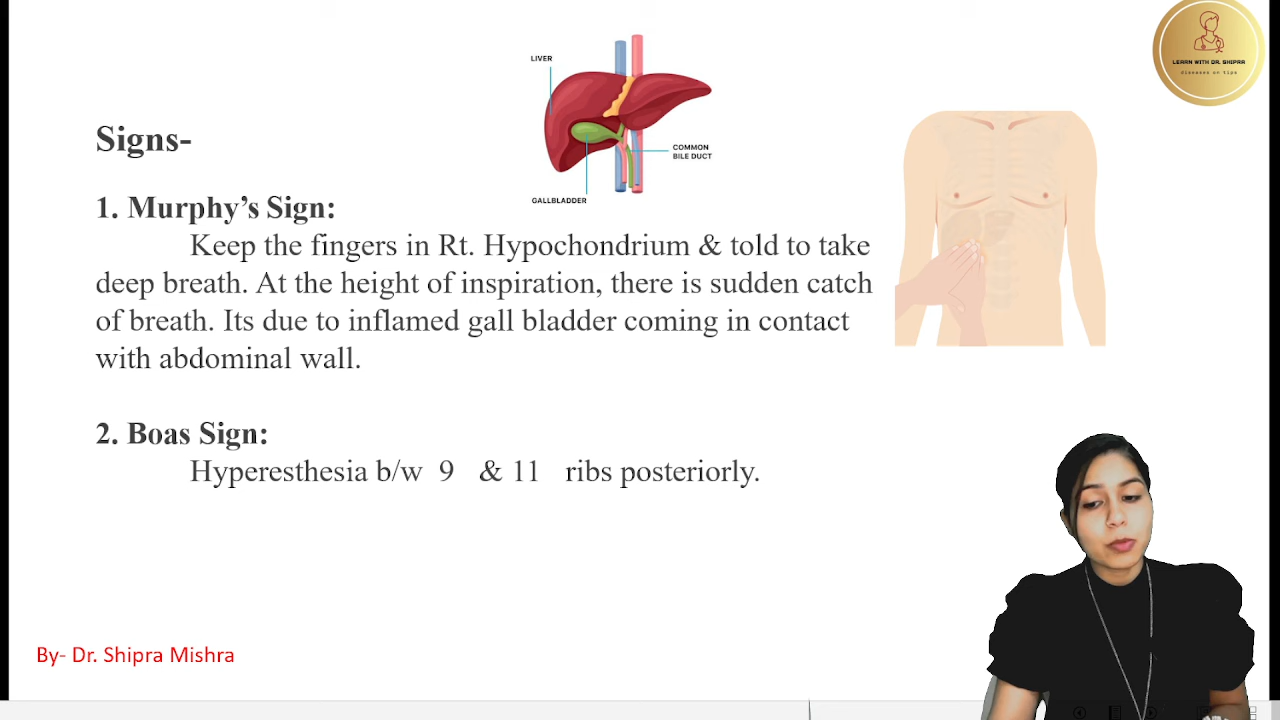 LEARN WITH DR. SHIPRA
diseases or tips
LIVER
COMMON
BILE DUCT
GALLBLADDER
Signs-
1. Murphy’s Sign:
Keep the fingers in Rt. Hypochondrium & told to take
deep breath. At the height of inspiration, there is sudden catch
of breath. Its due to inflamed gall bladder coming in contact
with abdominal wall.
2. Boas Sign:
Hyperesthesia b/w 9 & 11 ribs posteriorly.
By- Dr. Shipra Mishra